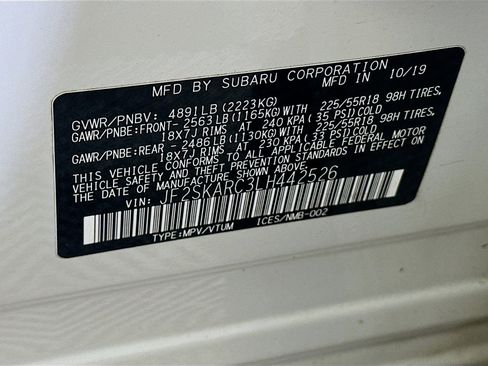 MFD BY SUBARU CORPORATION
MFD. IN 10/19
GVWR/PNBV: 4891LB (2223KG)
GAWR/PNBE:FRONT-2563LB (1165KG)WITH 225/55R18 98H TIRES,
18X7J RIMS AT 240 KPA (35 PSI) COLD
GAWR/PNBE:REAR -2486LB (1130KG)WITH 225/55R18 98H TIRES,
18X7J RIMS AT 230 KPA (33 PSI) COLD
THIS VEHICLE CONFORMS TO ALL APPLICABLE FEDERAL MOTOR
VEHICLE SAFETY AND THEFT PREVENTION STANDARDS IN EFFECT ON
THE DATE OF MANUFACTURE SHOWN ABOVE.
VIN: JF2SKARC3LH442526
TYPE:MPV/VTUM ICES/NMB-002